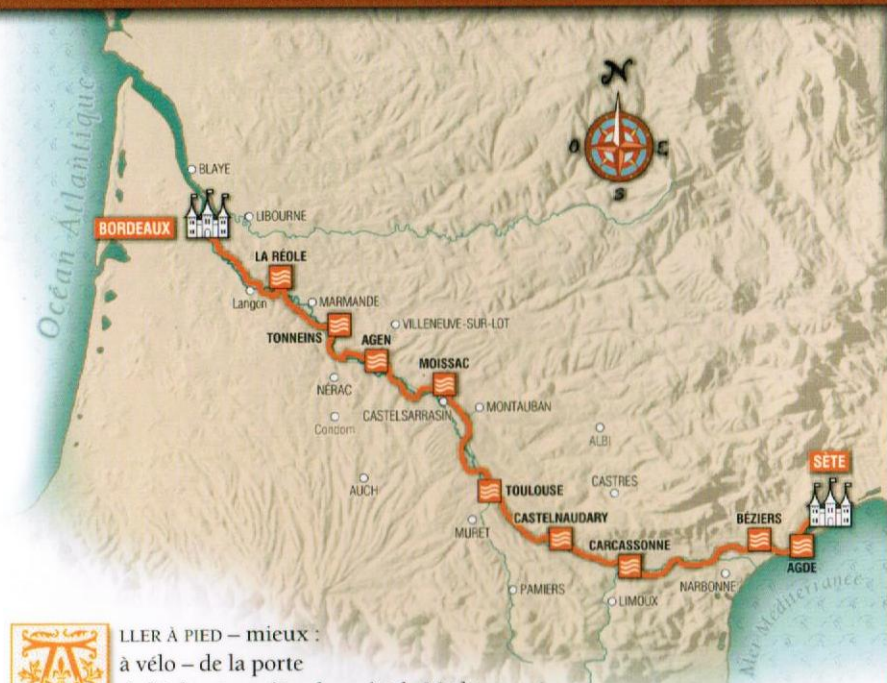 N
O
E
S
Océan Atlantique
BLAYE
LIBOURNE
BORDEAUX
LA RÉOLE
Langon
MARMANDE
TONNEINS
VILLENEUVE-SUR-LOT
AGEN
MOISSAC
NÉRAC
CASTELSARRASIN
MONTAUBAN
Condom
ALBI
SÈTE
AUCH
CASTRES
TOULOUSE
MURET
CASTELNAUDARY
BÉZIERS
CARCASSONNE
AGDE
NARBONNE
PAMIERS
LIMOUX
Mer Méditerranée
ALLER À PIED – mieux :
à vélo – de la porte